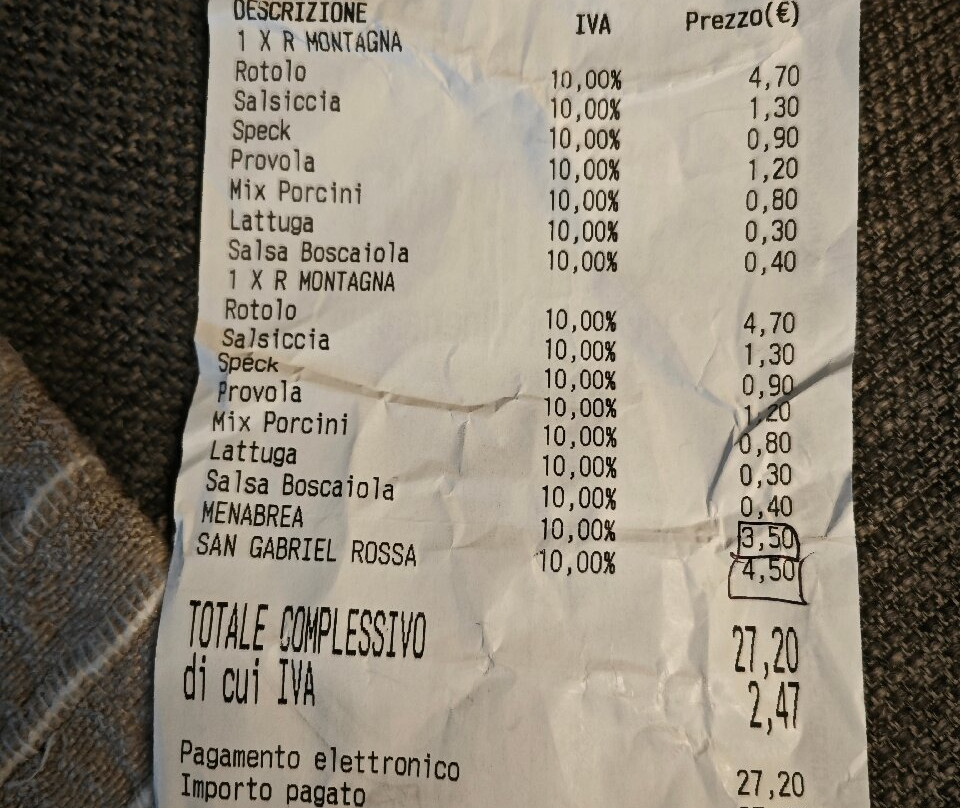 DESCRIZIONE IVA Prezzo(€)
1 X R MONTAGNA
Rotolo 10,00% 4,70
Salsiccia 10,00% 1,30
Speck 10,00% 0,90
Provola 10,00% 1,20
Mix Porcini 10,00% 0,80
Lattuga 10,00% 0,30
Salsa Boscaiola 10,00% 0,40
1 X R MONTAGNA
Rotolo 10,00% 4,70
Salsiccia 10,00% 1,30
Speck 10,00% 0,90
Provola 10,00% 1,20
Mix Porcini 10,00% 0,80
Lattuga 10,00% 0,30
Salsa Boscaiola 10,00% 0,40
MENABREA 10,00% 3,50
SAN GABRIEL ROSSA 10,00% 4,50
TOTALE COMPLESSIVO 27,20
di cui IVA 2,47
Pagamento elettronico 27,20
Importo pagato